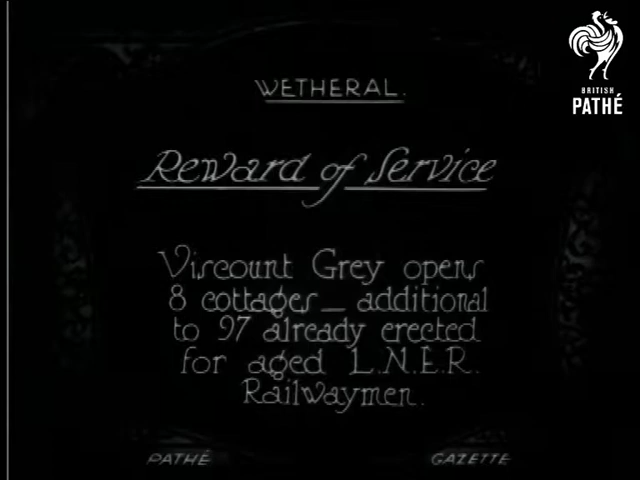 BRITISH
PATHÉ
WETHERAL.
Reward of Service
Viscount Grey opens
8 cottages _ additional
to 97 already erected
for aged L.N.E.R.
Railwaymen.
PATHÉ GAZETTE